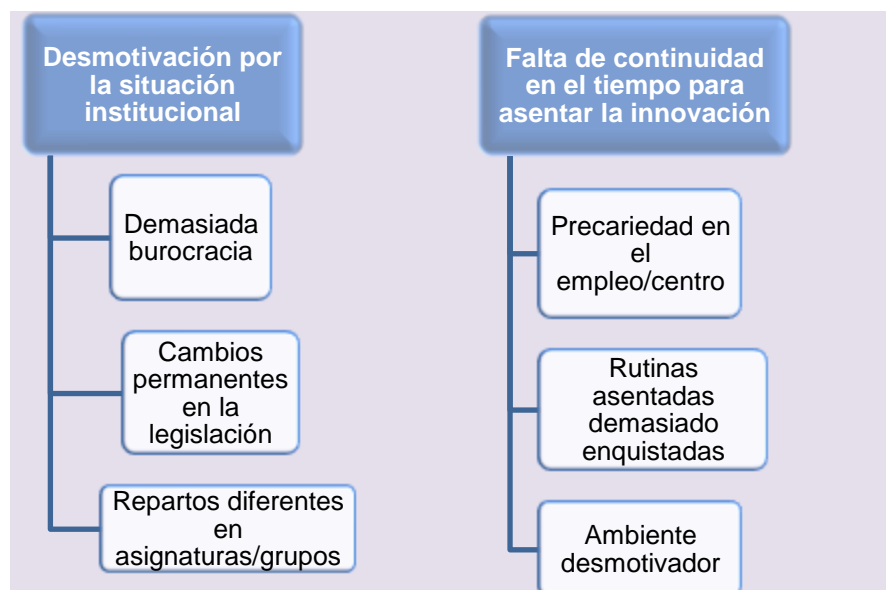 Desmotivación por
la situación
institucional
Demasiada
burocracia
Cambios
permanentes
en la
legislación
Repartos diferentes
en
asignaturas/grupos
Falta de continuidad
en el tiempo para
asentar la innovación
Precariedad en
el
empleo/centro
Rutinas
asentadas
demasiado
enquistadas
Ambiente
desmotivador